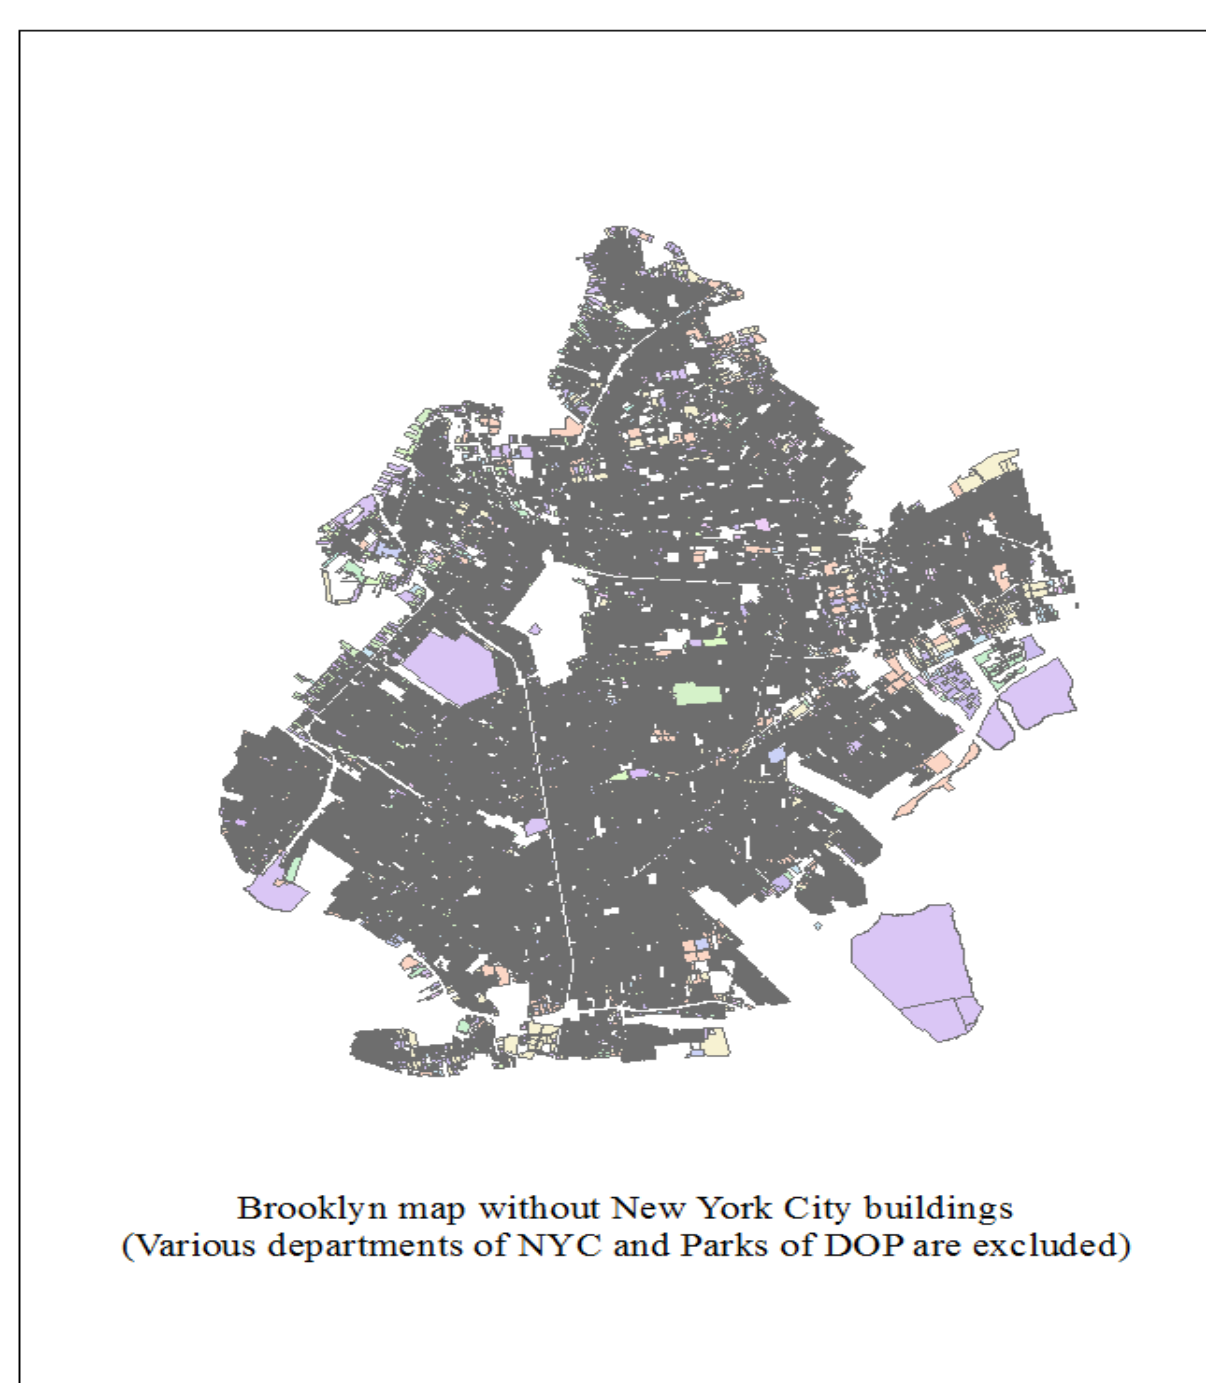 Brooklyn map without New York City buildings
(Various departments of NYC and Parks of DOP are excluded)